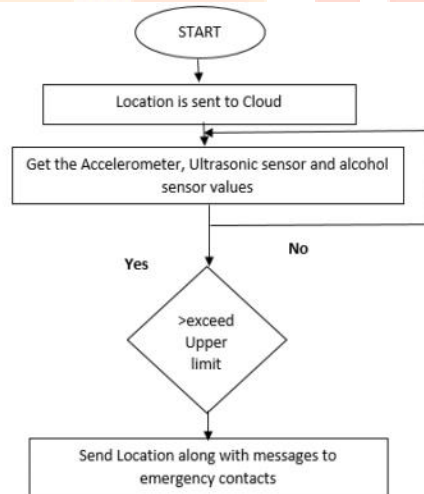 START
Location is sent to Cloud
Get the Accelerometer, Ultrasonic sensor and alcohol
sensor values
No
Yes
>exceed
Upper
limit
Send Location along with messages to
emergency contacts